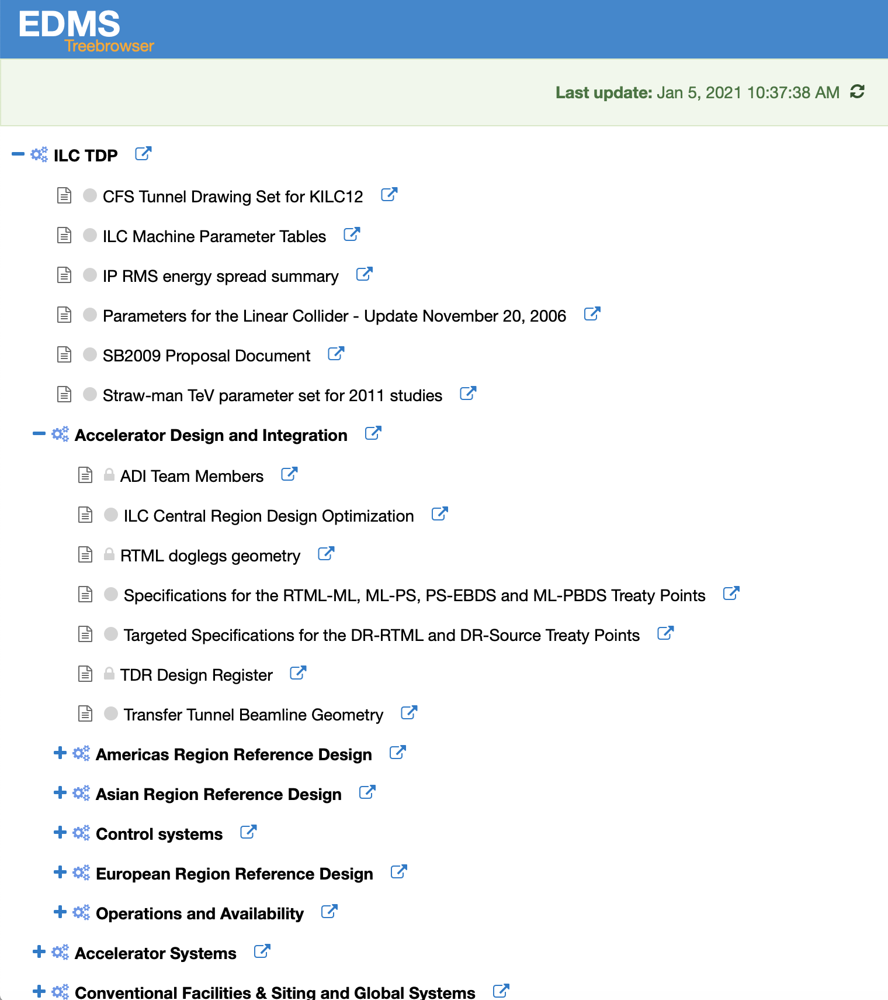 EDMS
Treebrowser
Last update: Jan 5, 2021 10:37:38 AM
ILC TDP
CFS Tunnel Drawing Set for KILC12
ILC Machine Parameter Tables
IP RMS energy spread summary
Parameters for the Linear Collider - Update November 20, 2006
SB2009 Proposal Document
Straw-man TeV parameter set for 2011 studies
Accelerator Design and Integration
ADI Team Members
ILC Central Region Design Optimization
RTML doglegs geometry
Specifications for the RTML-ML, ML-PS, PS-EBDS and ML-PBDS Treaty Points
Targeted Specifications for the DR-RTML and DR-Source Treaty Points
TDR Design Register
Transfer Tunnel Beamline Geometry
Americas Region Reference Design
Asian Region Reference Design
Control systems
European Region Reference Design
Operations and Availability
Accelerator Systems
Conventional Facilities & Siting and Global Systems